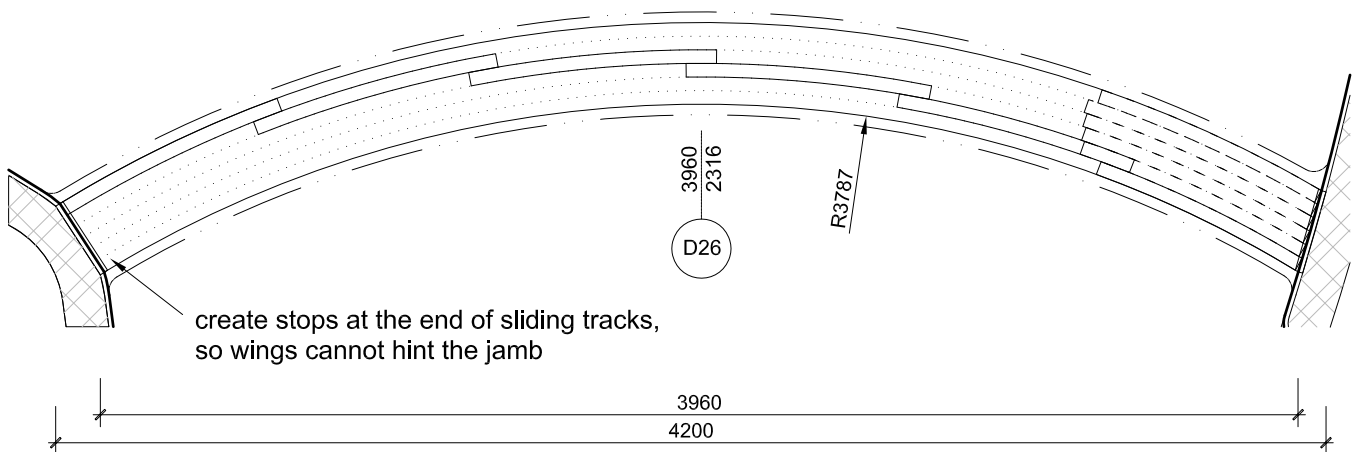 3960
2316
R3787
D26
create stops at the end of sliding tracks,
so wings cannot hint the jamb
3960
4200